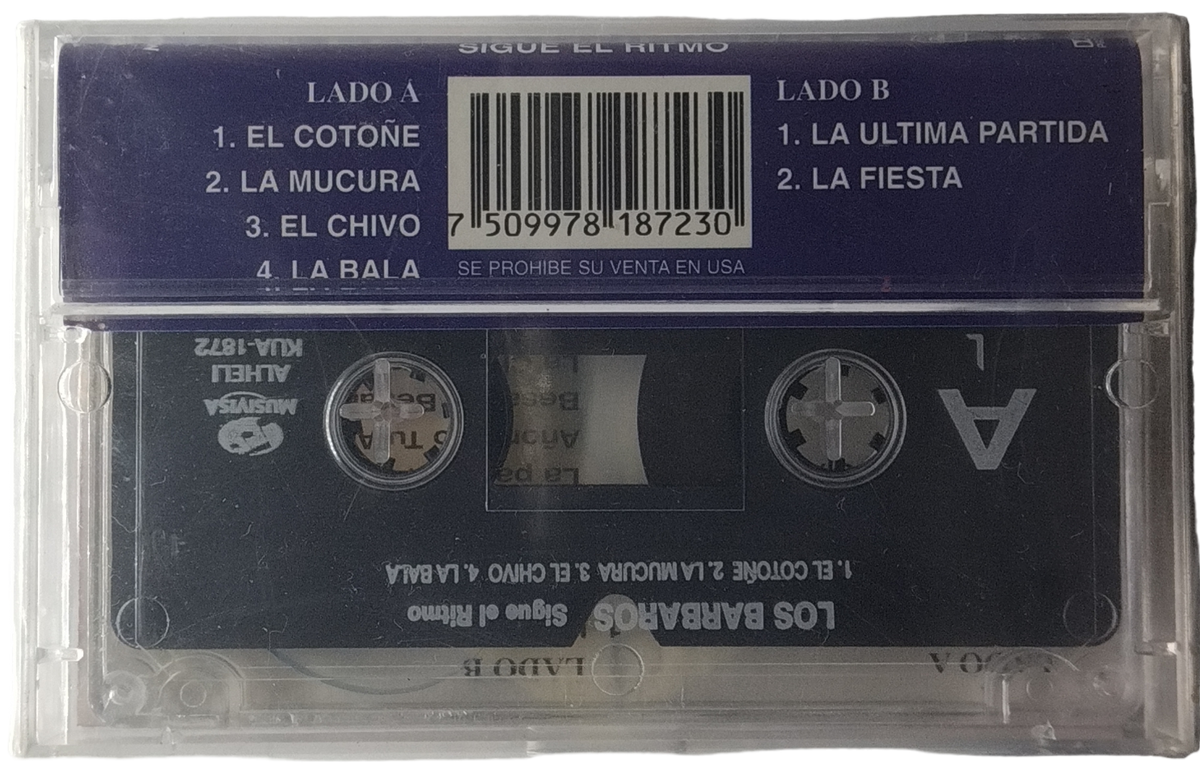 SIGUE EL RITMO
LADO A
1. EL COTOÑE
2. LA MUCURA
3. EL CHIVO
4. LA BALA
7 509978 187230
SE PROHIBE SU VENTA EN USA
LADO B
1. LA ULTIMA PARTIDA
2. LA FIESTA
A
LOS BARBAROS Sigue el Ritmo
1. EL COTOÑE 2. LA MUCURA 3. EL CHIVO 4. LA BALA
MUSIVISA
ALHELI
KUA-1872
LADO A
LADO B